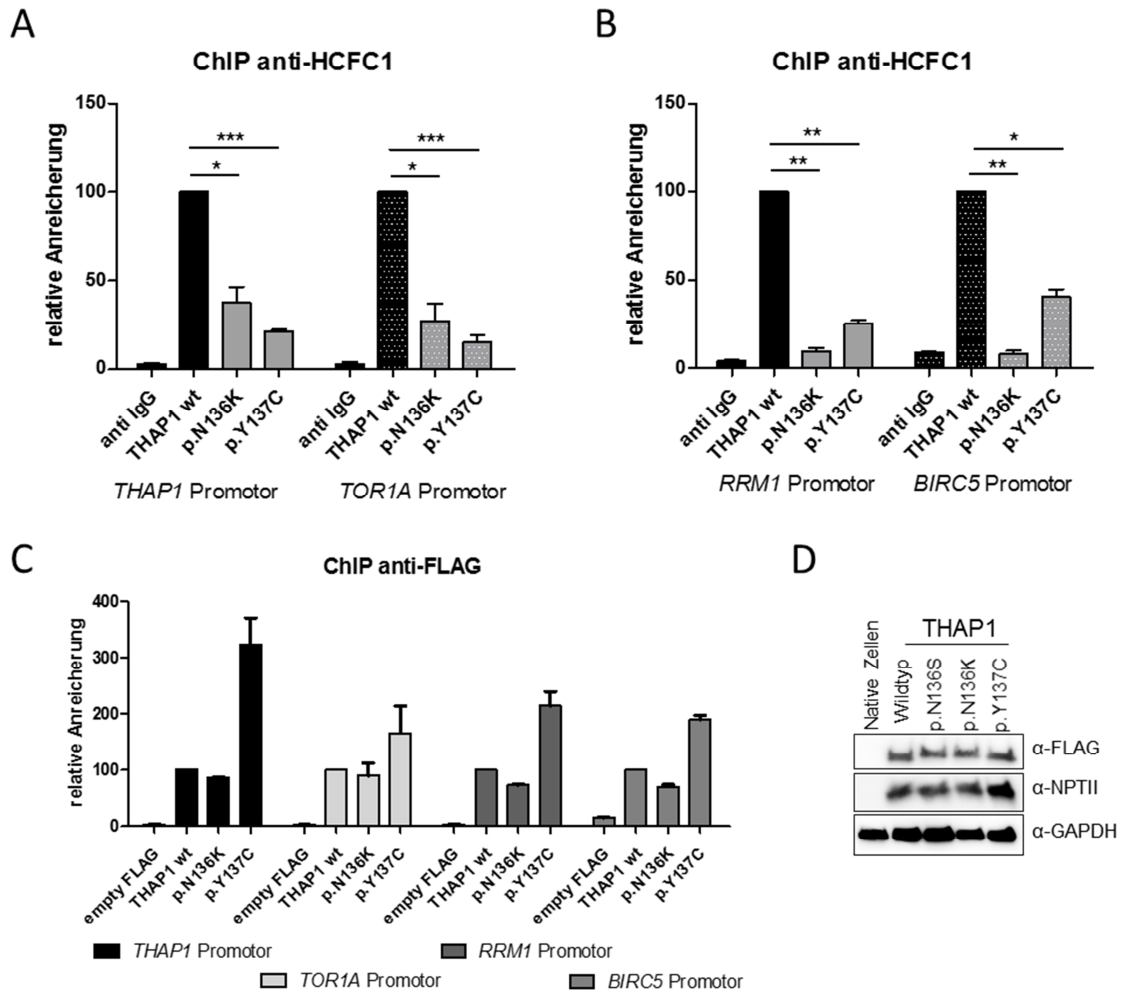 A
ChIP anti-HCFC1
relative Anreicherung
150
100
50
0
***
*
***
*
anti IgG
THAP1 wt
p.N136K
p.Y137C
anti IgG
THAP1 wt
p.N136K
p.Y137C
THAP1 Promotor
TOR1A Promotor
B
ChIP anti-HCFC1
relative Anreicherung
150
100
50
0
**
**
*
**
anti IgG
THAP1 wt
p.N136K
p.Y137C
anti IgG
THAP1 wt
p.N136K
p.Y137C
RRM1 Promotor
BIRC5 Promotor
C
ChIP anti-FLAG
relative Anreicherung
400
300
200
100
0
empty FLAG
THAP1 wt
p.N136K
p.Y137C
empty FLAG
THAP1 wt
p.N136K
p.Y137C
empty FLAG
THAP1 wt
p.N136K
p.Y137C
empty FLAG
THAP1 wt
p.N136K
p.Y137C
THAP1 Promotor
RRM1 Promotor
TOR1A Promotor
BIRC5 Promotor
D
THAP1
Native Zellen
Wildtyp
p.N136S
p.N136K
p.Y137C
α-FLAG
α-NPTII
α-GAPDH